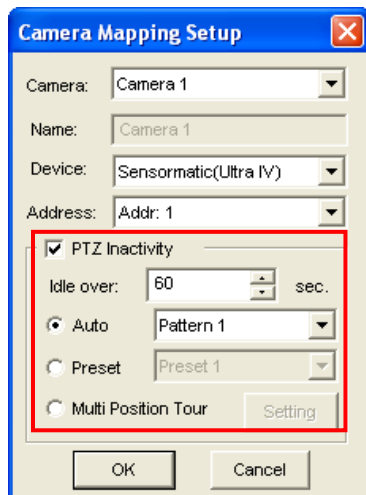 Camera Mapping Setup
Camera: Camera 1
Name: Camera 1
Device: Sensormatic(Ultra IV)
Address: Addr: 1
PTZ Inactivity
Idle over: 60 sec.
Auto Pattern 1
Preset Preset 1
Multi Position Tour Setting
OK Cancel